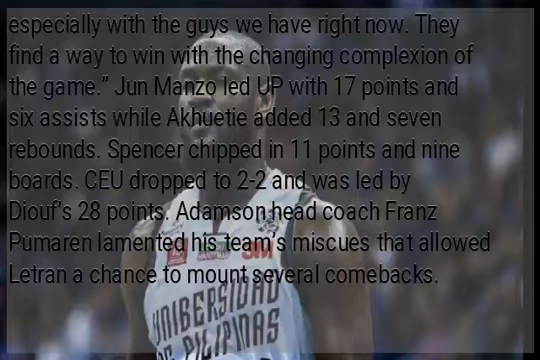 especially with the guys we have right now. They
find a way to win with the changing complexion of
the game.” Jun Manzo led UP with 17 points and
six assists while Akhuetie added 13 and seven
rebounds. Spencer chipped in 11 points and nine
boards. CEU dropped to 2-2 and was led by
Diouf's 28 points. Adamson head coach Franz
Pumaren lamented his team's miscues that allowed
Letran a chance to mount several comebacks.
3M
UNIBERSIDAD
PILIPINAS